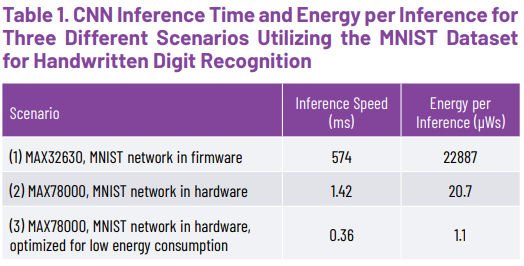 Table 1. CNN Inference Time and Energy per Inference for
Three Different Scenarios Utilizing the MNIST Dataset
for Handwritten Digit Recognition
Scenario
Inference Speed
(ms)
Energy per
Inference (µWs)
(1) MAX32630, MNIST network in firmware
574
22887
(2) MAX78000, MNIST network in hardware
1.42
20.7
(3) MAX78000, MNIST network in hardware,
optimized for low energy consumption
0.36
1.1